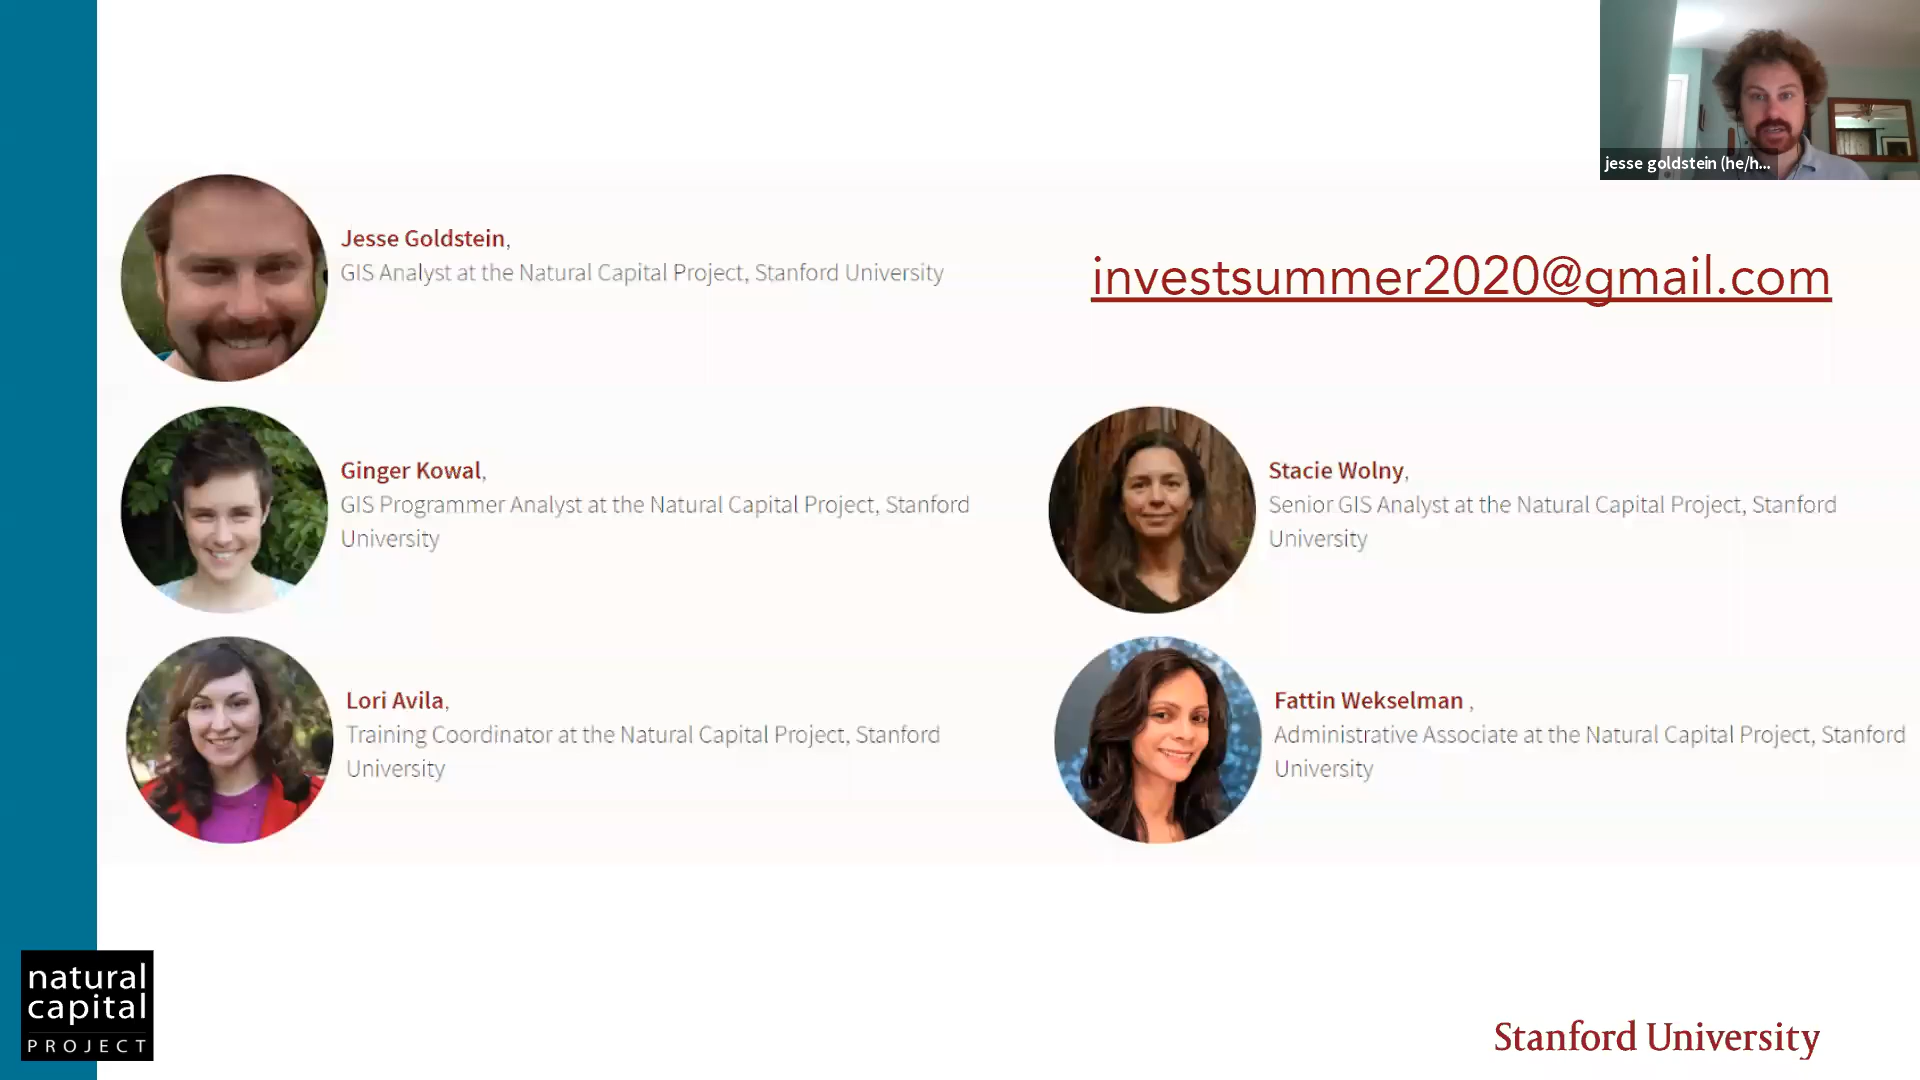 jesse goldstein (he/h...
Jesse Goldstein,
GIS Analyst at the Natural Capital Project, Stanford University
investsummer2020@gmail.com
Ginger Kowal,
GIS Programmer Analyst at the Natural Capital Project, Stanford
University
Stacie Wolny,
Senior GIS Analyst at the Natural Capital Project, Stanford
University
Lori Avila,
Training Coordinator at the Natural Capital Project, Stanford
University
Fattin Wekselman ,
Administrative Associate at the Natural Capital Project, Stanford
University
natural
capital
PROJECT
Stanford University